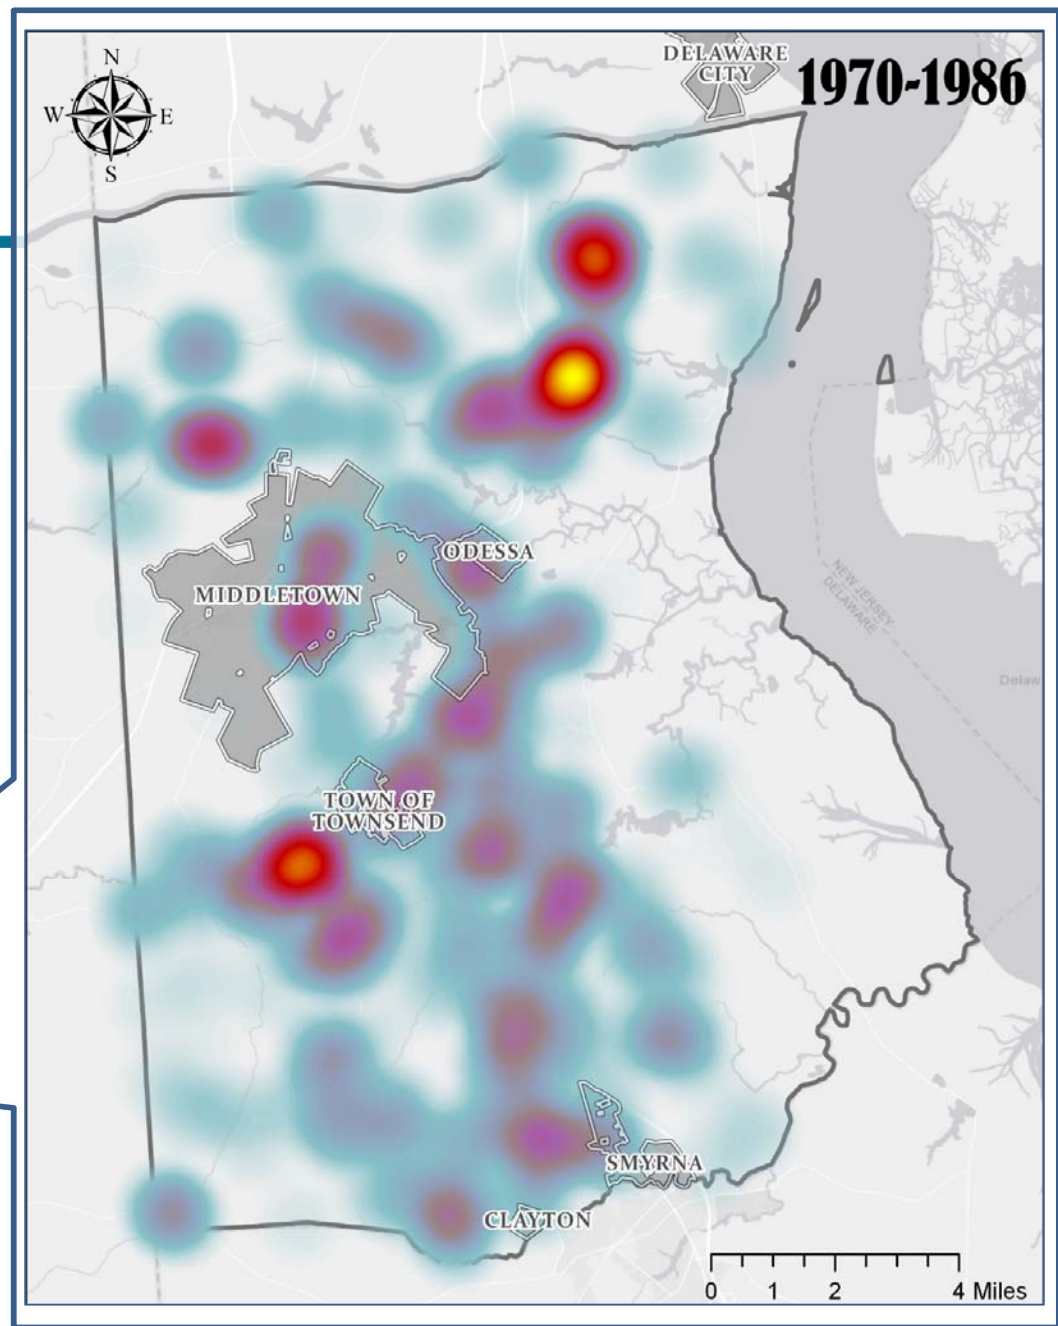 DELAWARE
CITY
1970-1986
N
W E
S
ODESSA
MIDDLETOWN
NEW JERSEY
DELAWARE
Delaw
TOWN OF
TOWNSEND
SMYRNA
CLAYTON
0 1 2 4 Miles